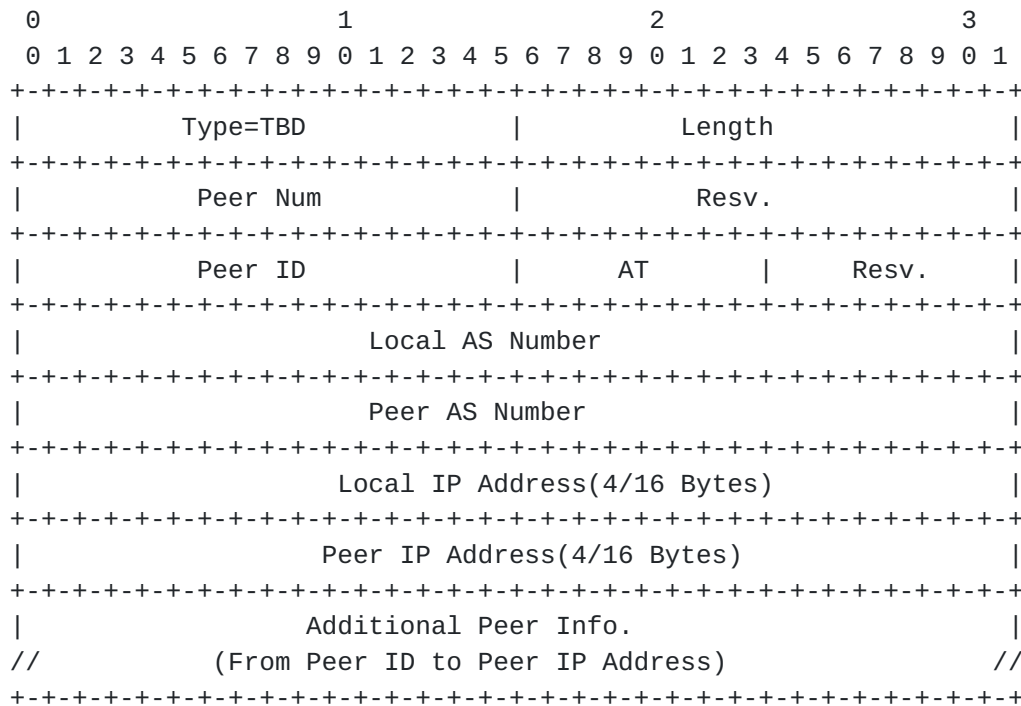 0                   1                   2                   3
 0 1 2 3 4 5 6 7 8 9 0 1 2 3 4 5 6 7 8 9 0 1 2 3 4 5 6 7 8 9 0 1
+-+-+-+-+-+-+-+-+-+-+-+-+-+-+-+-+-+-+-+-+-+-+-+-+-+-+-+-+-+-+-+-+
|          Type=TBD             |          Length               |
+-+-+-+-+-+-+-+-+-+-+-+-+-+-+-+-+-+-+-+-+-+-+-+-+-+-+-+-+-+-+-+-+
|           Peer Num            |           Resv.               |
+-+-+-+-+-+-+-+-+-+-+-+-+-+-+-+-+-+-+-+-+-+-+-+-+-+-+-+-+-+-+-+-+
|           Peer ID             |      AT       |     Resv.     |
+-+-+-+-+-+-+-+-+-+-+-+-+-+-+-+-+-+-+-+-+-+-+-+-+-+-+-+-+-+-+-+-+
|                      Local AS Number                          |
+-+-+-+-+-+-+-+-+-+-+-+-+-+-+-+-+-+-+-+-+-+-+-+-+-+-+-+-+-+-+-+-+
|                      Peer AS Number                           |
+-+-+-+-+-+-+-+-+-+-+-+-+-+-+-+-+-+-+-+-+-+-+-+-+-+-+-+-+-+-+-+-+
|                    Local IP Address(4/16 Bytes)               |
+-+-+-+-+-+-+-+-+-+-+-+-+-+-+-+-+-+-+-+-+-+-+-+-+-+-+-+-+-+-+-+-+
|                   Peer IP Address(4/16 Bytes)                 |
+-+-+-+-+-+-+-+-+-+-+-+-+-+-+-+-+-+-+-+-+-+-+-+-+-+-+-+-+-+-+-+-+
|                  Additional Peer Info.                        |
//           (From Peer ID to Peer IP Address)                 //
+-+-+-+-+-+-+-+-+-+-+-+-+-+-+-+-+-+-+-+-+-+-+-+-+-+-+-+-+-+-+-+-+